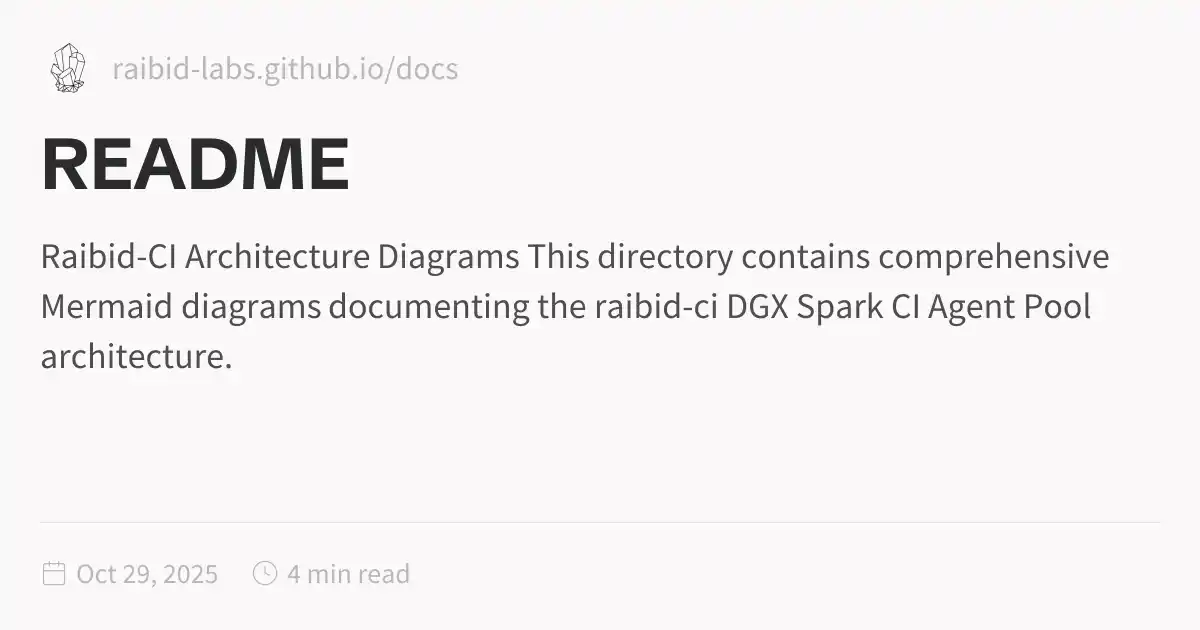 raibid-labs.github.io/docs
README
Raibid-CI Architecture Diagrams This directory contains comprehensive
Mermaid diagrams documenting the raibid-ci DGX Spark CI Agent Pool
architecture.
Oct 29, 2025 4 min read